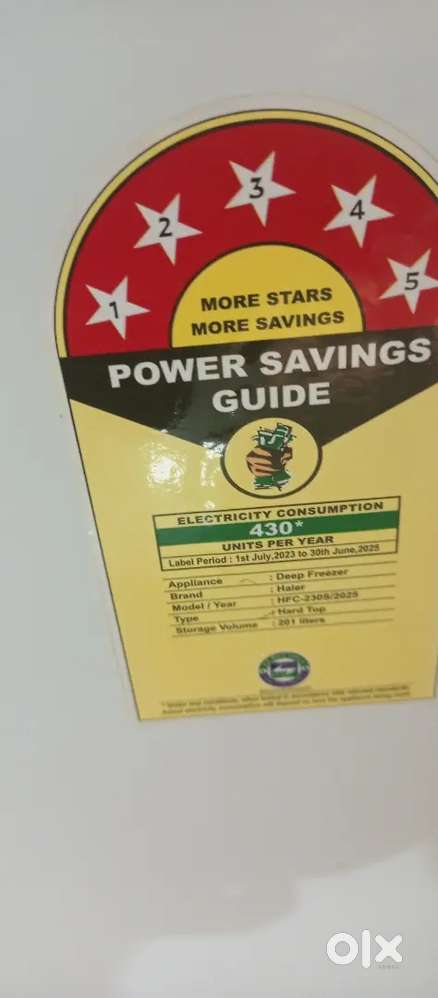 1 2 3 4 5
MORE STARS
MORE SAVINGS
POWER SAVINGS
GUIDE
ELECTRICITY CONSUMPTION
430*
UNITS PER YEAR
Label Period : 1st July,2023 to 30th June,2025
Appliance : Deep Freezer
Brand : Haier
Model / Year : HFC-230S/2025
Type : Hard Top
Storage Volume : 201 liters
olx